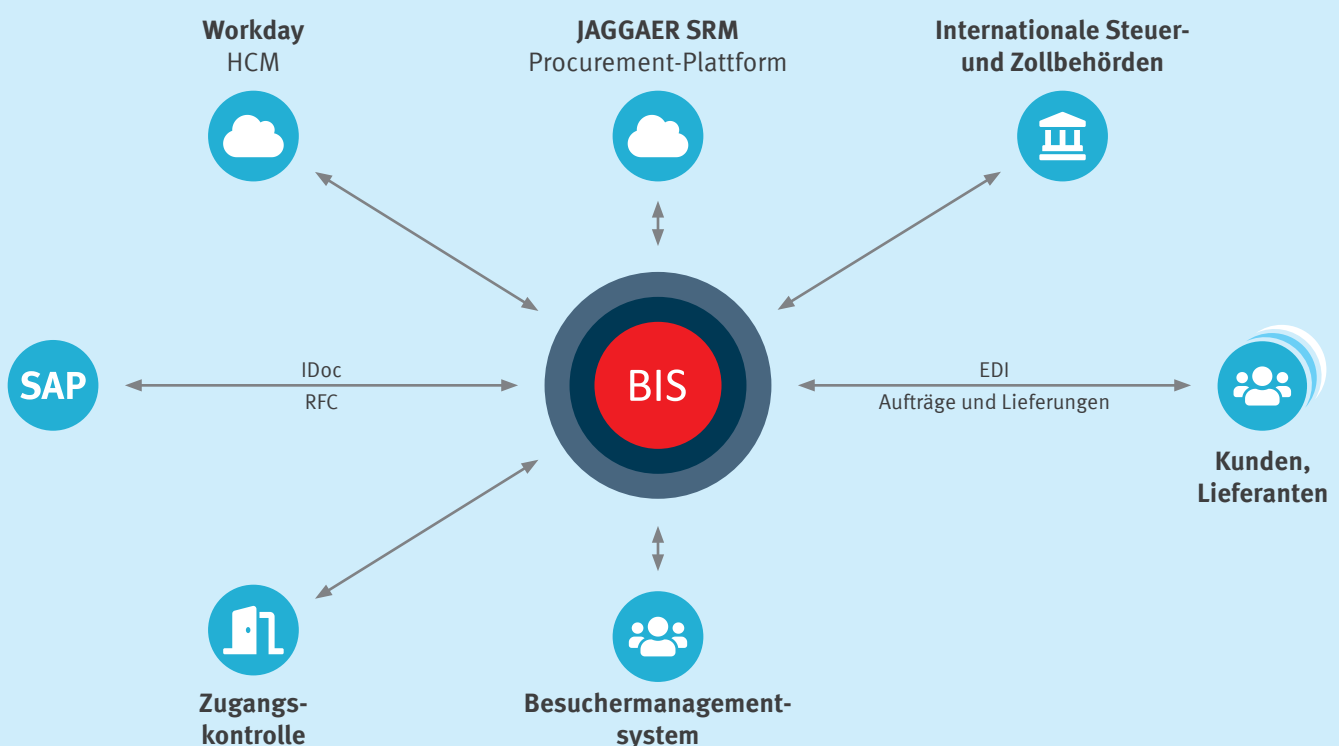 Workday
HCM
JAGGAER SRM
Procurement-Plattform
Internationale Steuer-
und Zollbehörden
SAP
IDoc
RFC
BIS
EDI
Aufträge und Lieferungen
Kunden,
Lieferanten
Zugangs-
kontrolle
Besuchermanagement-
system